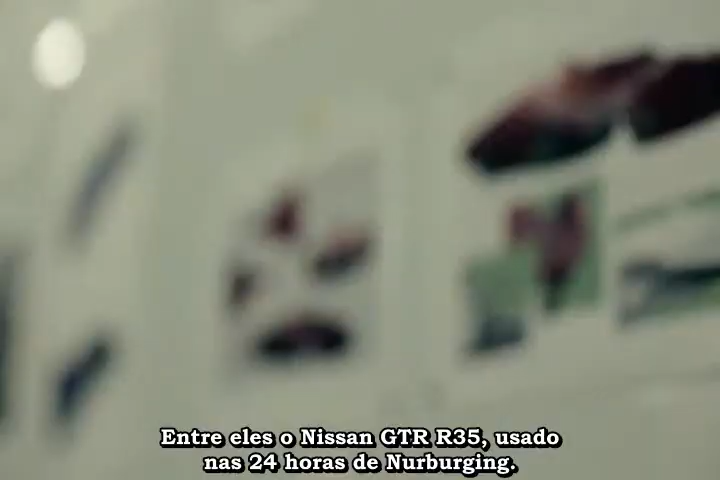 Entre eles o Nissan GTR R35, usado
nas 24 horas de Nurburging.